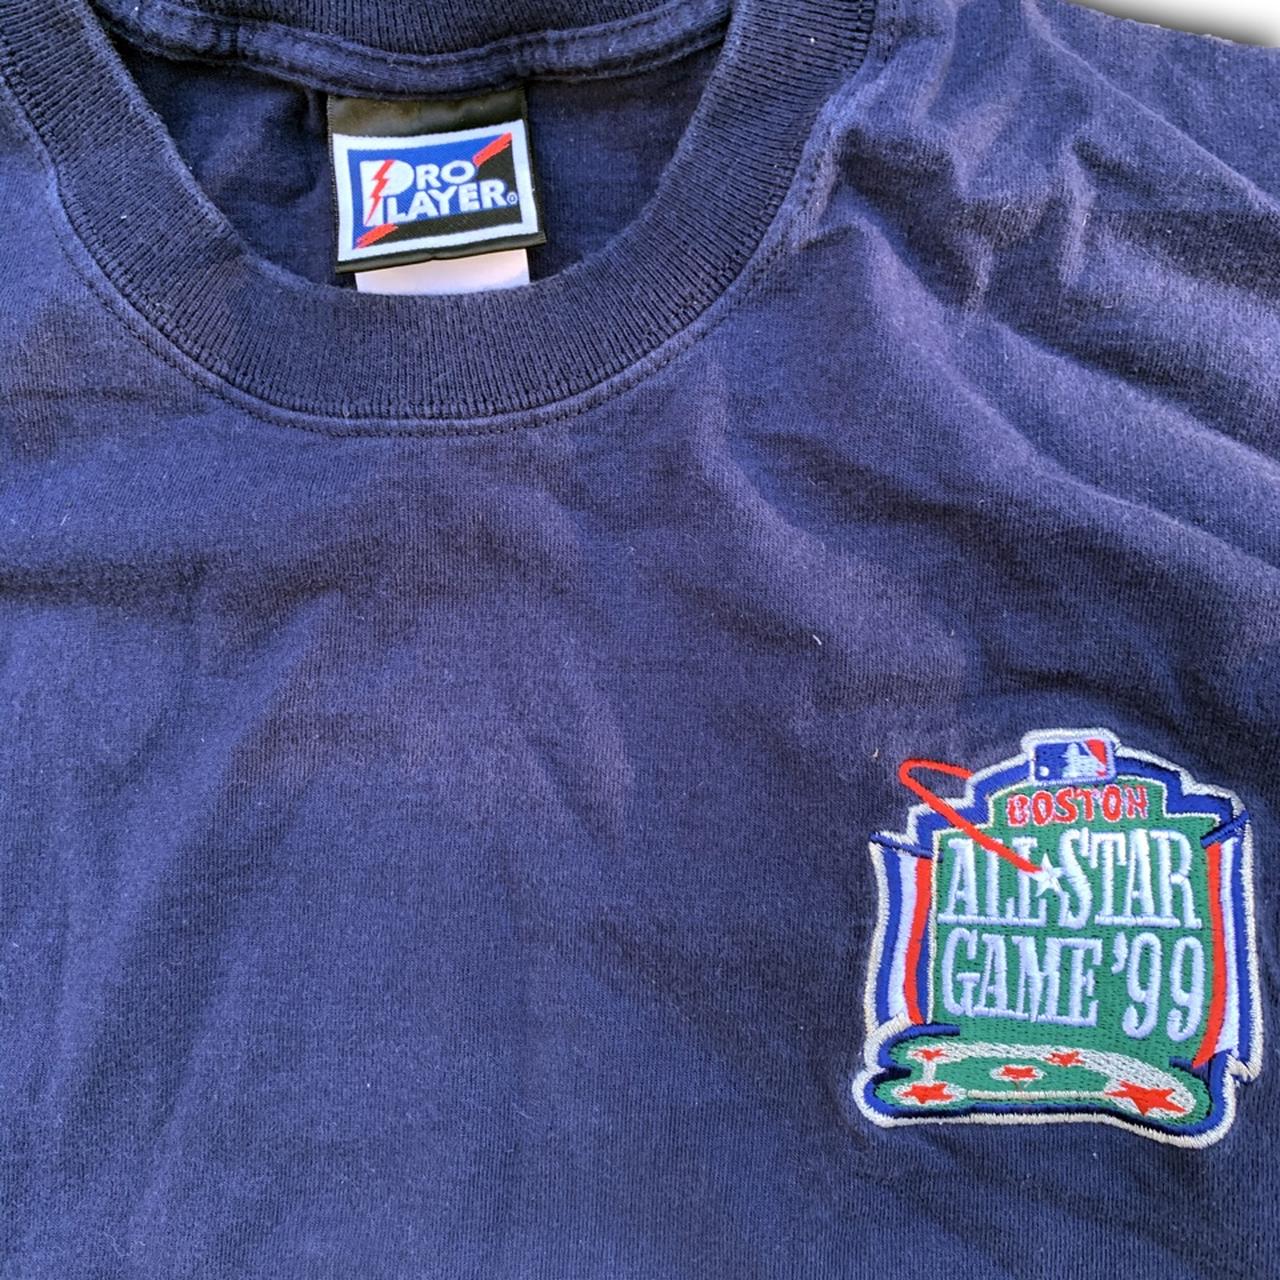 PRO
PLAYER®
BOSTON
ALL★STAR
GAME '99